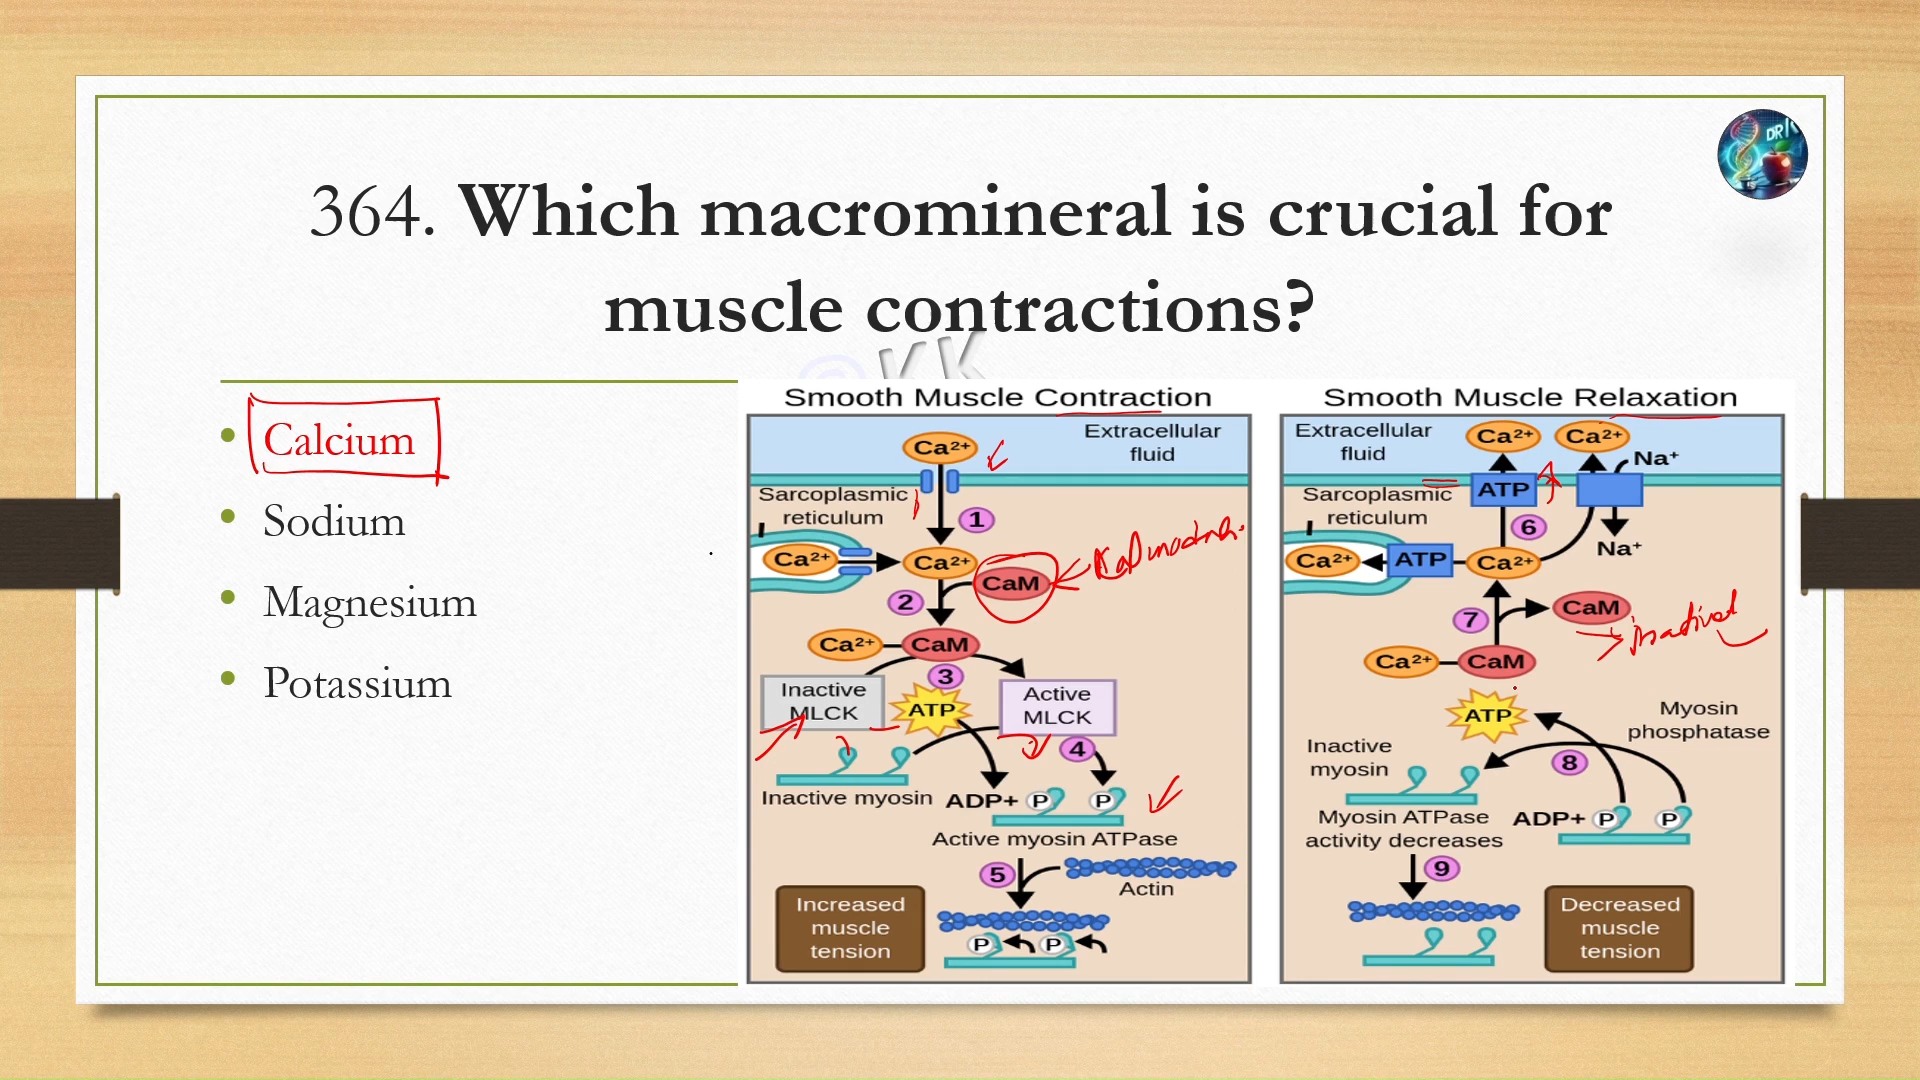 DR K
364. Which macromineral is crucial for
muscle contractions?
@KK
Calcium
Sodium
Magnesium
Potassium
Smooth Muscle Contraction
Ca2+
Extracellular
fluid
Sarcoplasmic
reticulum
1
Ca2+
Ca2+
CaM
2
Ca2+
CaM
3
Inactive
MLCK
ATP
Active
MLCK
4
Inactive myosin
ADP+
P
P
Active myosin ATPase
5
Actin
Increased
muscle
tension
P
P
Smooth Muscle Relaxation
Extracellular
fluid
Ca2+
Ca2+
Na+
ATP
Sarcoplasmic
reticulum
6
Na+
Ca2+
ATP
Ca2+
7
CaM
inactived
Ca2+
CaM
ATP
Myosin
phosphatase
Inactive
myosin
8
Myosin ATPase
activity decreases
ADP+
P
P
9
Decreased
muscle
tension